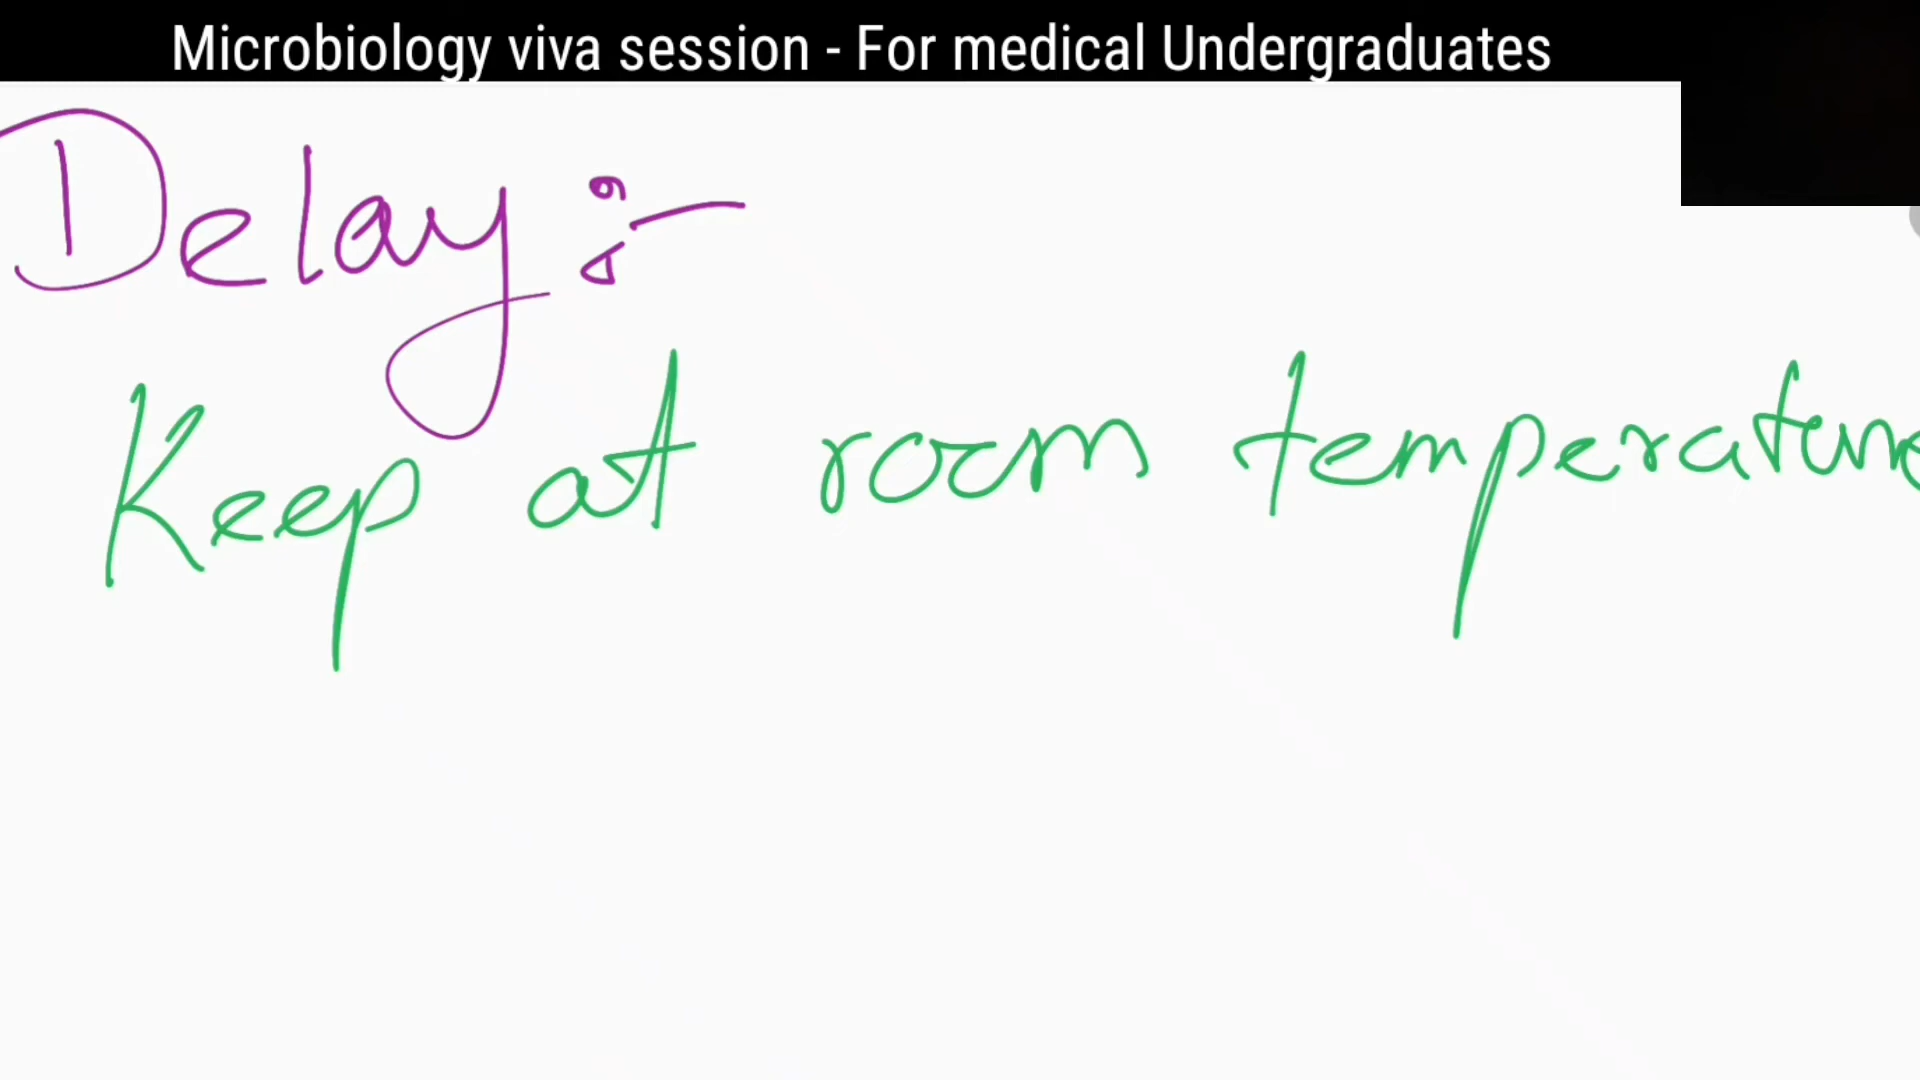 Microbiology viva session - For medical Undergraduates
Delay :-
Keep at room temperature